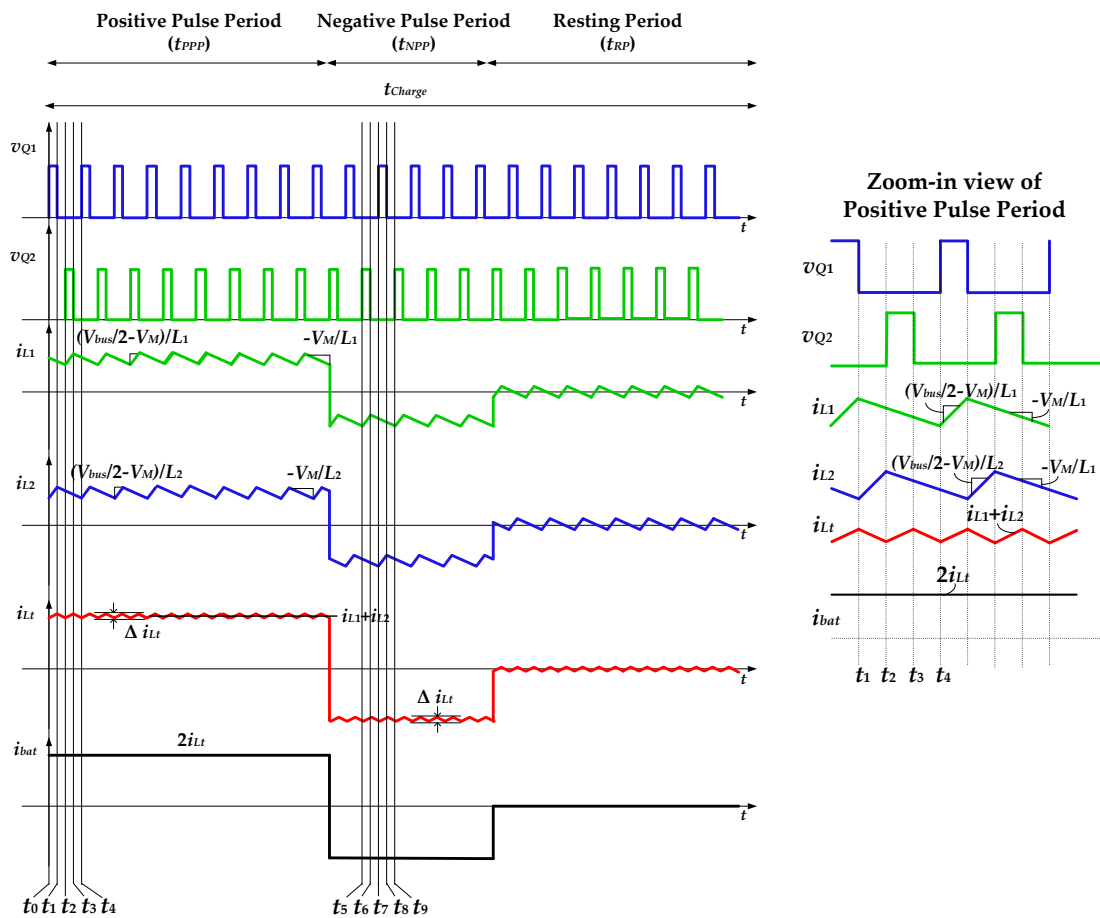 Positive Pulse Period
(tPPP)
Negative Pulse Period
(tNPP)
Resting Period
(tRP)
tCharge
vQ1
t
vQ2
t
iL1
(Vbus/2-VM)/L1
-VM/L1
t
iL2
(Vbus/2-VM)/L2
-VM/L2
t
iLt
Δ iLt
iL1+iL2
Δ iLt
t
ibat
2iLt
t
t0 t1 t2 t3 t4
t5 t6 t7 t8 t9
Zoom-in view of
Positive Pulse Period
vQ1
vQ2
iL1
(Vbus/2-VM)/L1
-VM/L1
iL2
(Vbus/2-VM)/L2
-VM/L1
iLt
iL1+iL2
2iLt
ibat
t1 t2 t3 t4